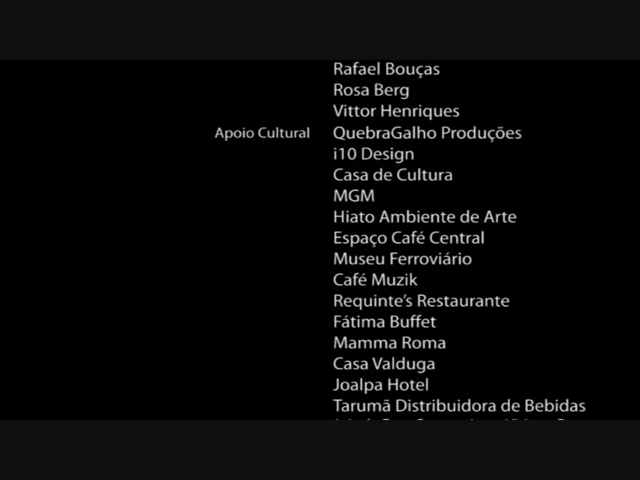 Rafael Bouças
Rosa Berg
Vittor Henriques
Apoio Cultural QuebraGalho Produções
i10 Design
Casa de Cultura
MGM
Hiato Ambiente de Arte
Espaço Café Central
Museu Ferroviário
Café Muzik
Requinte's Restaurante
Fátima Buffet
Mamma Roma
Casa Valduga
Joalpa Hotel
Tarumã Distribuidora de Bebidas